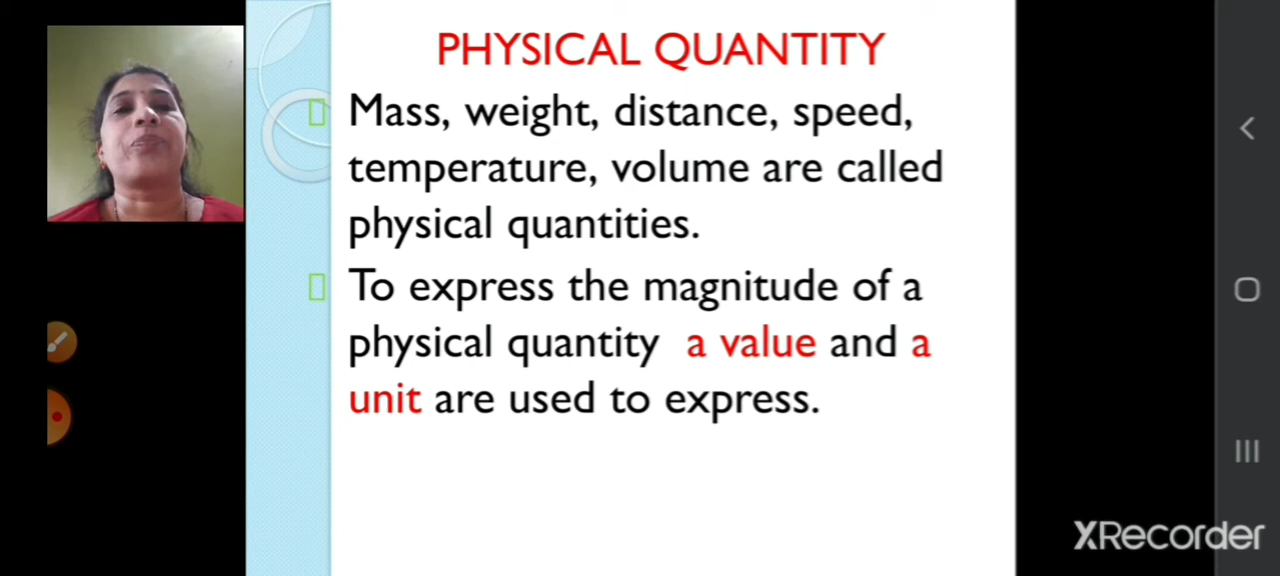 PHYSICAL QUANTITY
Mass, weight, distance, speed,
temperature, volume are called
physical quantities.
To express the magnitude of a
physical quantity a value and a
unit are used to express.
XRecorder